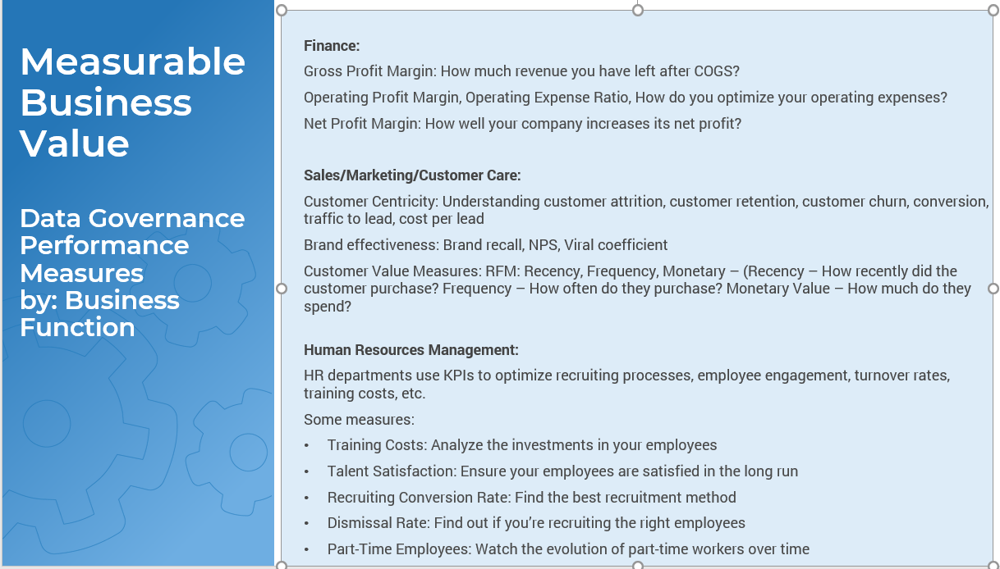 Measurable
Business
Value
Data Governance
Performance
Measures
by: Business
Function
Finance:
Gross Profit Margin: How much revenue you have left after COGS?
Operating Profit Margin, Operating Expense Ratio, How do you optimize your operating expenses?
Net Profit Margin: How well your company increases its net profit?
Sales/Marketing/Customer Care:
Customer Centricity: Understanding customer attrition, customer retention, customer churn, conversion,
traffic to lead, cost per lead
Brand effectiveness: Brand recall, NPS, Viral coefficient
Customer Value Measures: RFM: Recency, Frequency, Monetary – (Recency – How recently did the
customer purchase? Frequency – How often do they purchase? Monetary Value – How much do they
spend?
Human Resources Management:
HR departments use KPIs to optimize recruiting processes, employee engagement, turnover rates,
training costs, etc.
Some measures:
• Training Costs: Analyze the investments in your employees
• Talent Satisfaction: Ensure your employees are satisfied in the long run
• Recruiting Conversion Rate: Find the best recruitment method
• Dismissal Rate: Find out if you're recruiting the right employees
• Part-Time Employees: Watch the evolution of part-time workers over time